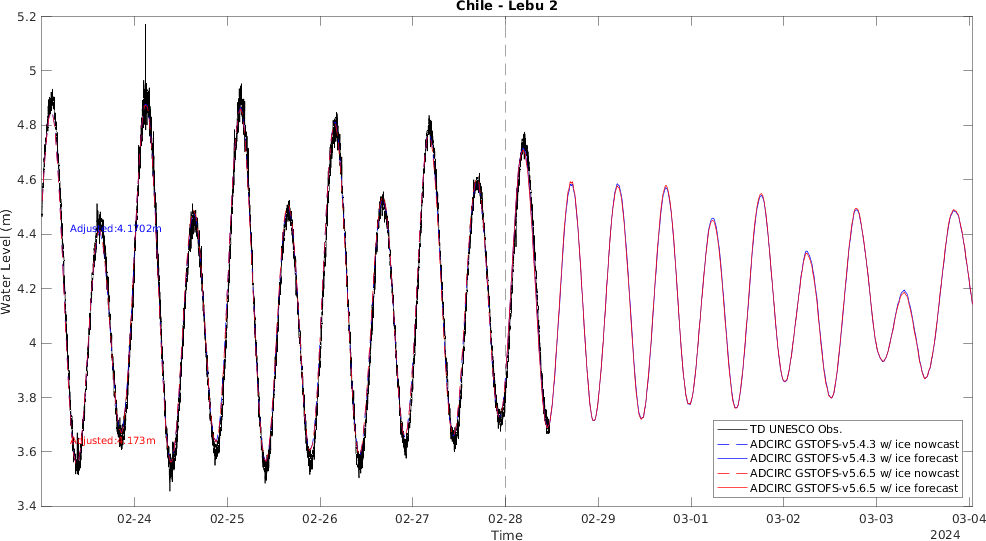 Chile - Lebu 2
5.2
5
4.8
4.6
4.4
4.2
4
3.8
3.6
3.4
Water Level (m)
Adjusted:4.1702m
Adjusted:4.173m
TD UNESCO Obs.
ADCIRC GSTOFS-v5.4.3 w/ ice nowcast
ADCIRC GSTOFS-v5.4.3 w/ ice forecast
ADCIRC GSTOFS-v5.6.5 w/ ice nowcast
ADCIRC GSTOFS-v5.6.5 w/ ice forecast
02-24 02-25 02-26 02-27 02-28 02-29 03-01 03-02 03-03 03-04
Time
2024